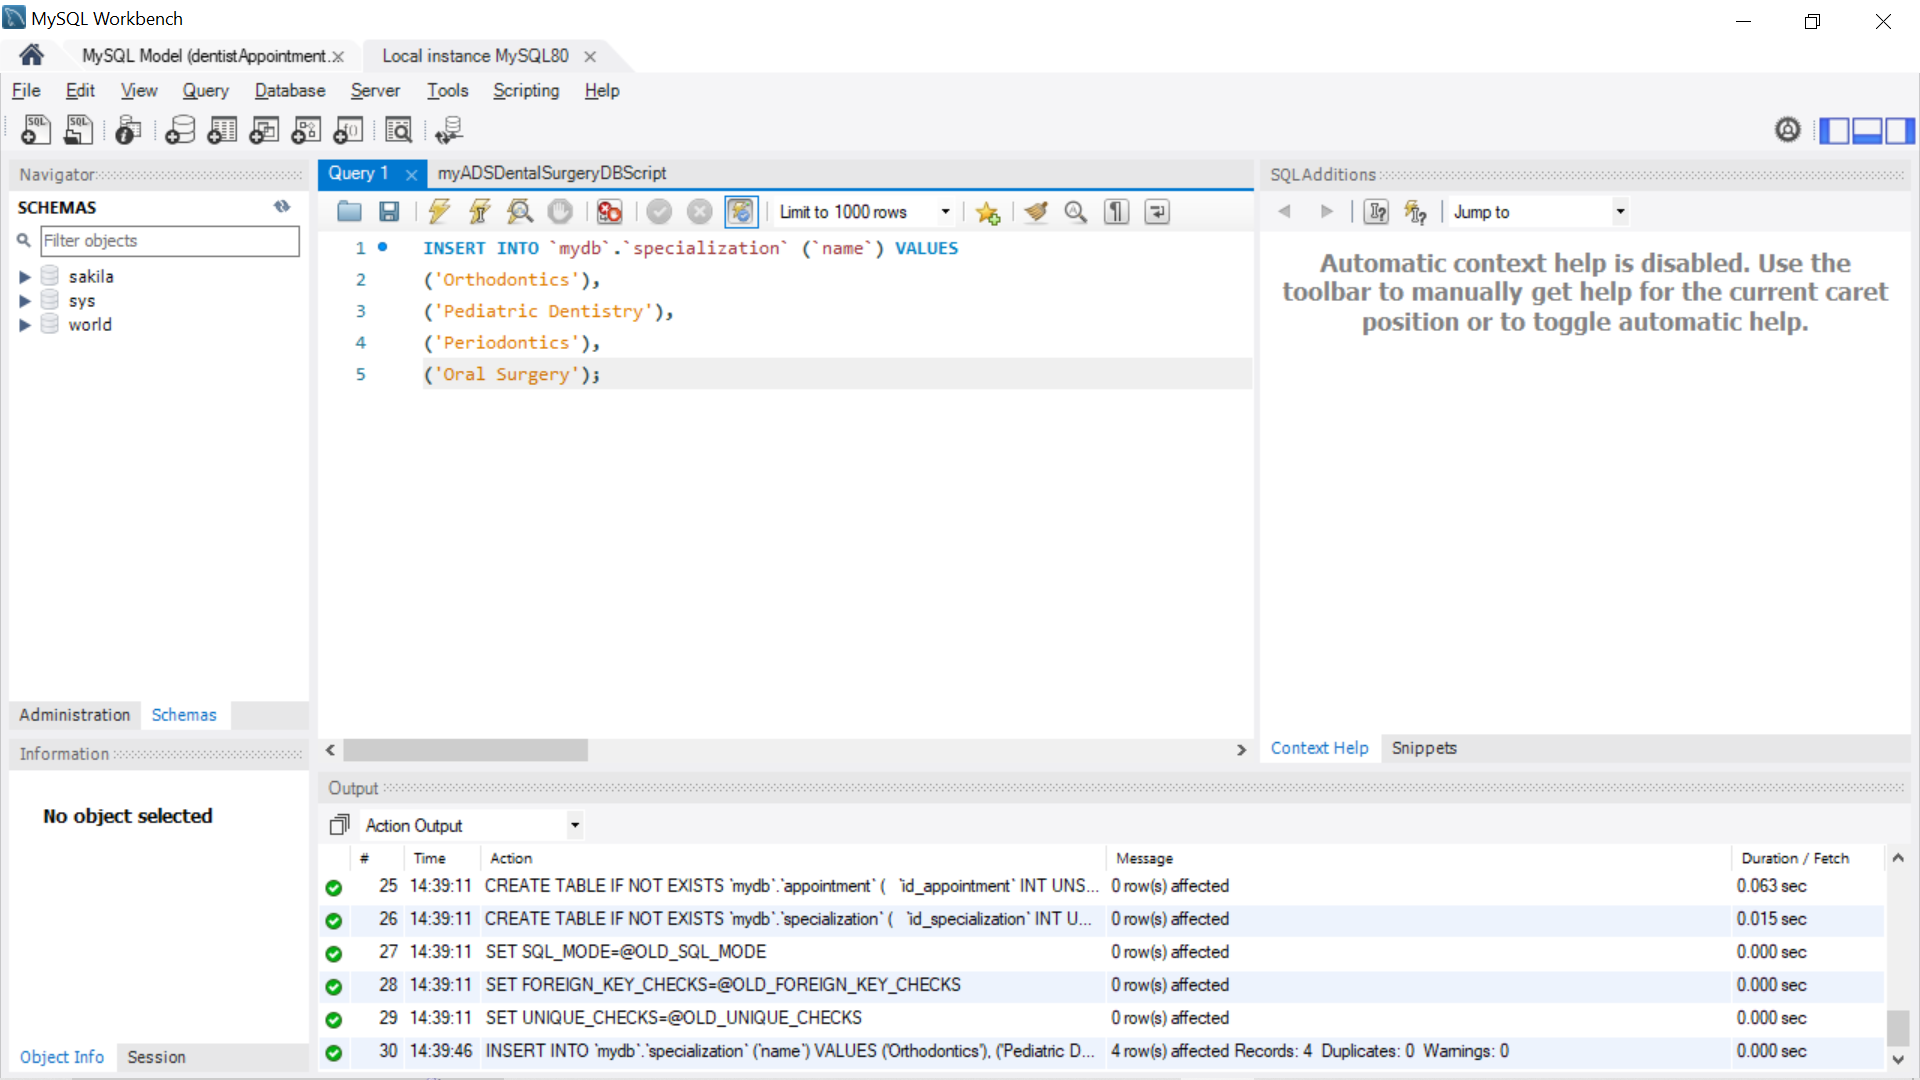 MySQL Workbench
MySQL Model (dentistAppointment.
Local instance MySQL80
File Edit View Query Database Server Tools Scripting Help
SQL SQL
Navigator
SCHEMAS
Filter objects
sakila
sys
world
Administration Schemas
Information
No object selected
Object Info Session
Query 1
myADSDentalSurgeryDBScript
Limit to 1000 rows
1 INSERT INTO `mydb`.`specialization` (`name`) VALUES
2 ('Orthodontics'),
3 ('Pediatric Dentistry'),
4 ('Periodontics'),
5 ('Oral Surgery');
SQLAdditions
Jump to
Automatic context help is disabled. Use the
toolbar to manually get help for the current caret
position or to toggle automatic help.
Context Help Snippets
Output
Action Output
# Time Action Message Duration / Fetch
25 14:39:11 CREATE TABLE IF NOT EXISTS `mydb`.`appointment` ( `id_appointment` INT UNS... 0 row(s) affected 0.063 sec
26 14:39:11 CREATE TABLE IF NOT EXISTS `mydb`.`specialization` ( `id_specialization` INT U... 0 row(s) affected 0.015 sec
27 14:39:11 SET SQL_MODE=@OLD_SQL_MODE 0 row(s) affected 0.000 sec
28 14:39:11 SET FOREIGN_KEY_CHECKS=@OLD_FOREIGN_KEY_CHECKS 0 row(s) affected 0.000 sec
29 14:39:11 SET UNIQUE_CHECKS=@OLD_UNIQUE_CHECKS 0 row(s) affected 0.000 sec
30 14:39:46 INSERT INTO `mydb`.`specialization` (`name`) VALUES ('Orthodontics'), ('Pediatric D... 4 row(s) affected Records: 4 Duplicates: 0 Warnings: 0 0.000 sec